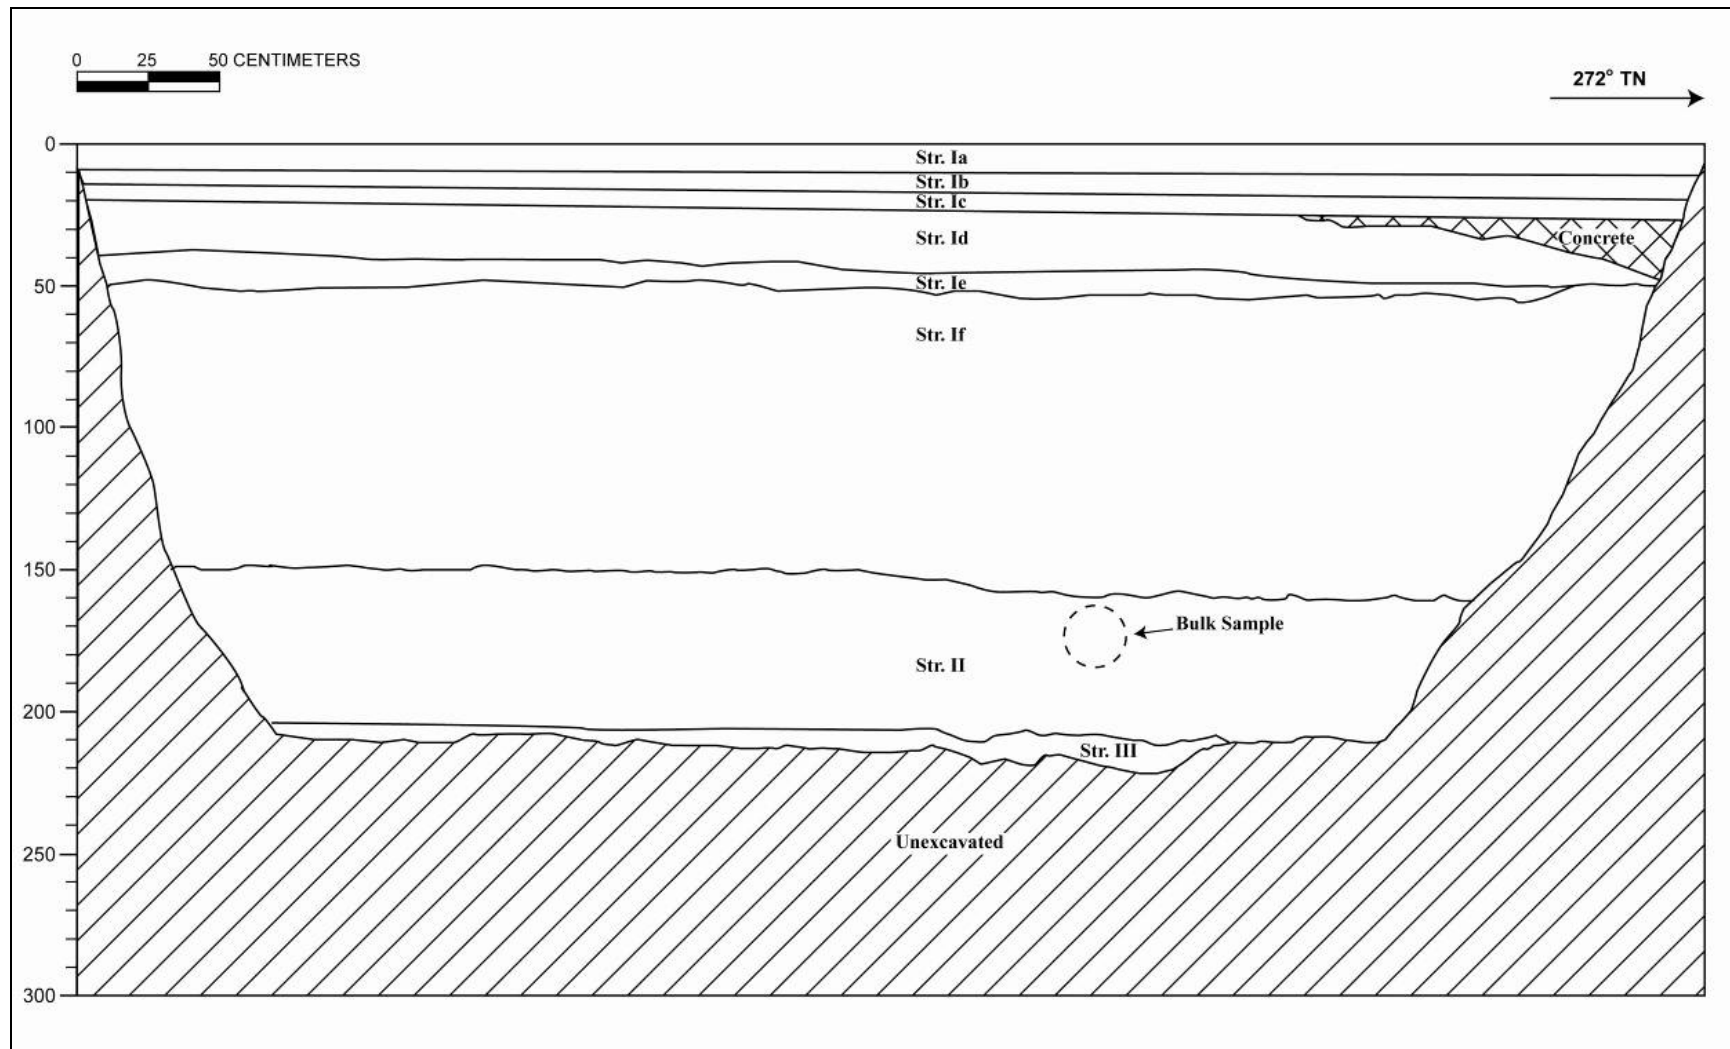 0 25 50 CENTIMETERS
272° TN
0
Str. Ia
Str. Ib
Str. Ic
Str. Id
Concrete
50
Str. Ie
Str. If
100
150
Bulk Sample
Str. II
200
Str. III
Unexcavated
250
300